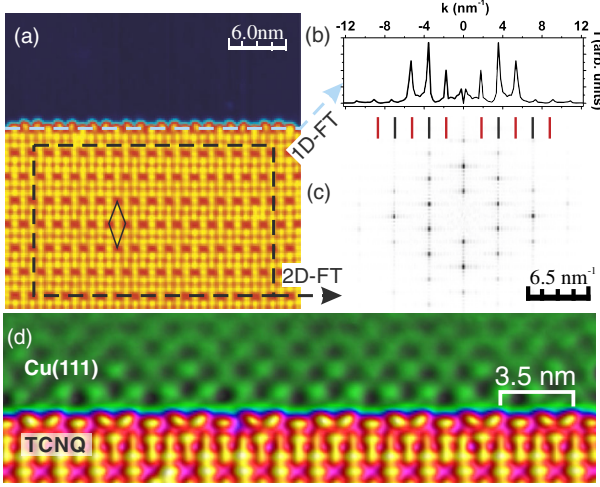 (a)
6.0nm
(b)
k (nm⁻¹)
-12 -8 -4 0 4 8 12
I (arb. units)
1D-FT
(c)
2D-FT
6.5 nm⁻¹
(d)
Cu(111)
3.5 nm
TCNQ